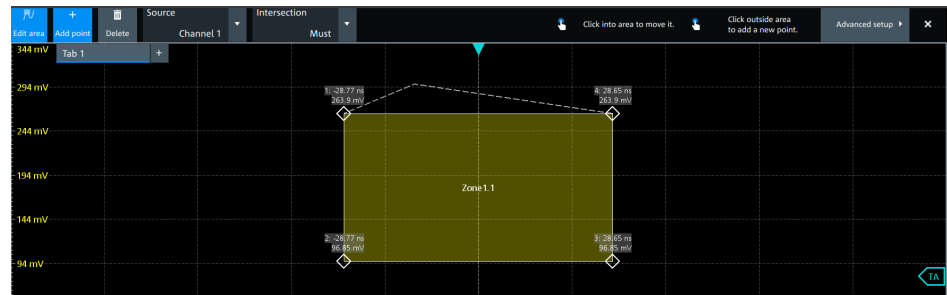 Edit area
Add point
Delete
Source
Channel 1
Intersection
Must
Click into area to move it.
Click outside area
to add a new point.
Advanced setup
×
344 mV
Tab 1
+
294 mV
1: -28.77 ns
263.9 mV
4: 28.65 ns
263.9 mV
244 mV
194 mV
Zone1.1
144 mV
2: -28.77 ns
96.85 mV
3: 28.65 ns
96.85 mV
94 mV
TA